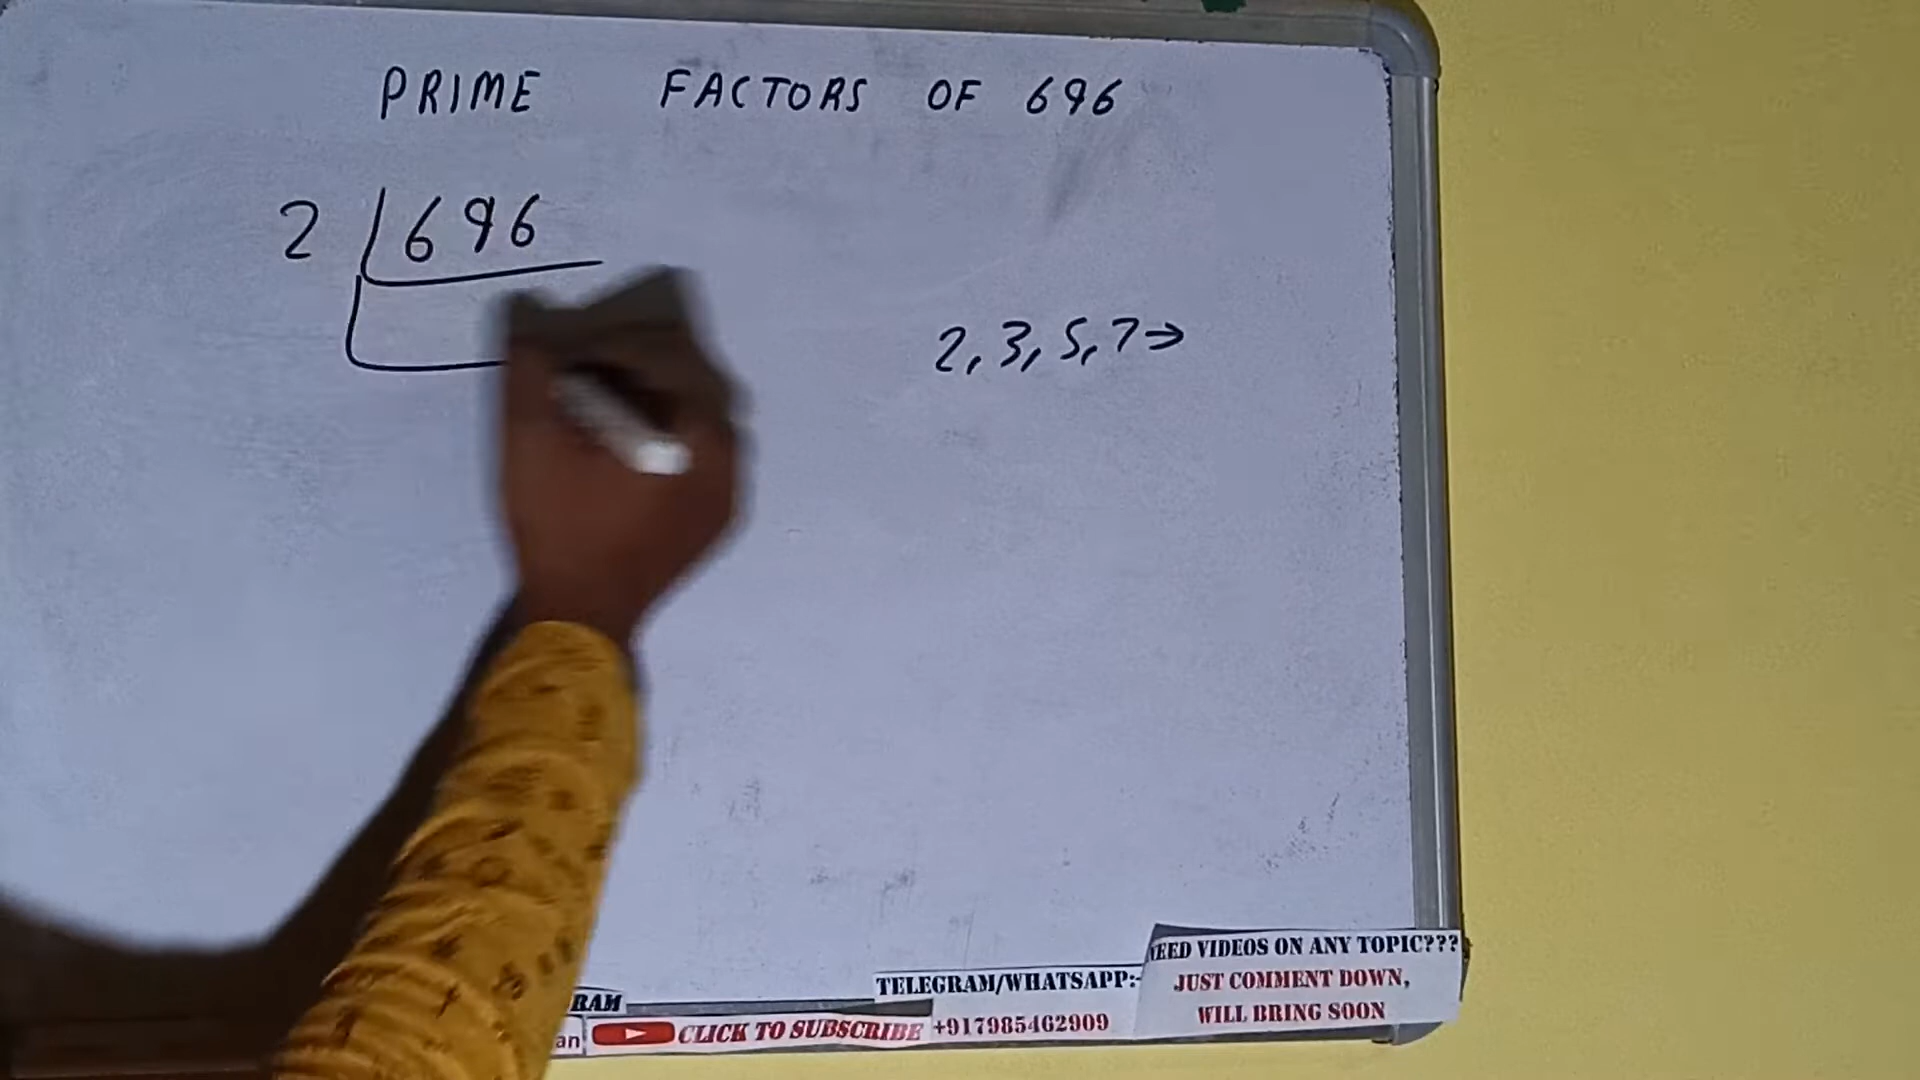 PRIME FACTORS OF 696
2 696
2, 3, 5, 7→
NEED VIDEOS ON ANY TOPIC???
JUST COMMENT DOWN,
WILL BRING SOON
TELEGRAM/WHATSAPP:-
+917985462909
RAM
an
CLICK TO SUBSCRIBE